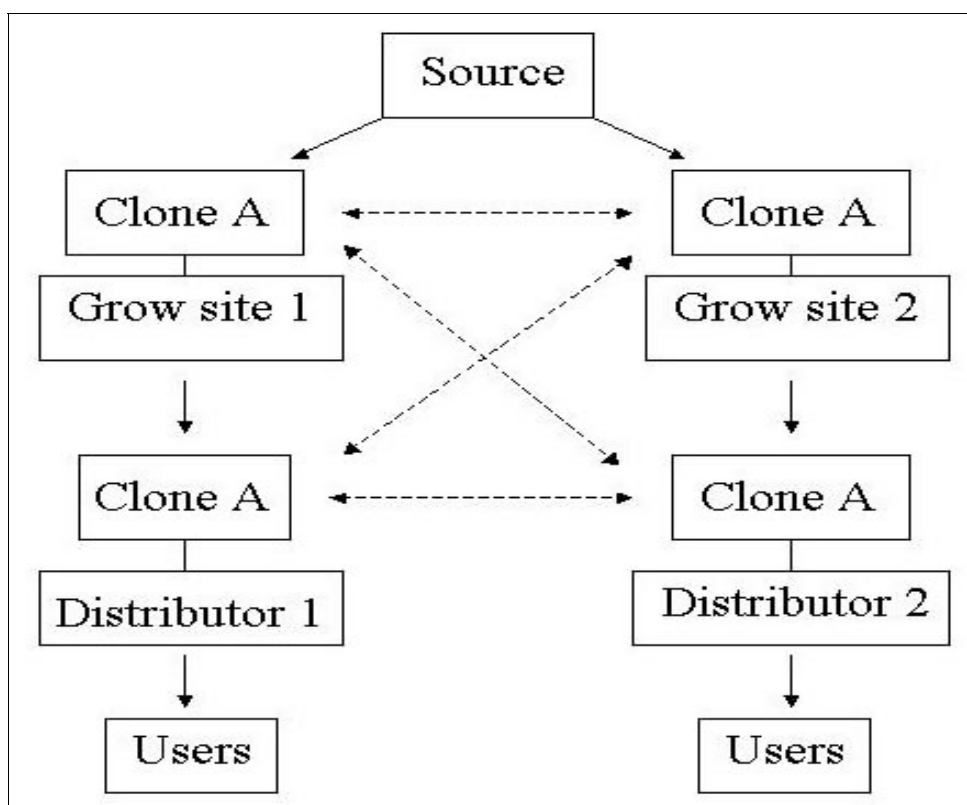 Source
Clone A
Clone A
Grow site 1
Grow site 2
Clone A
Clone A
Distributor 1
Distributor 2
Users
Users